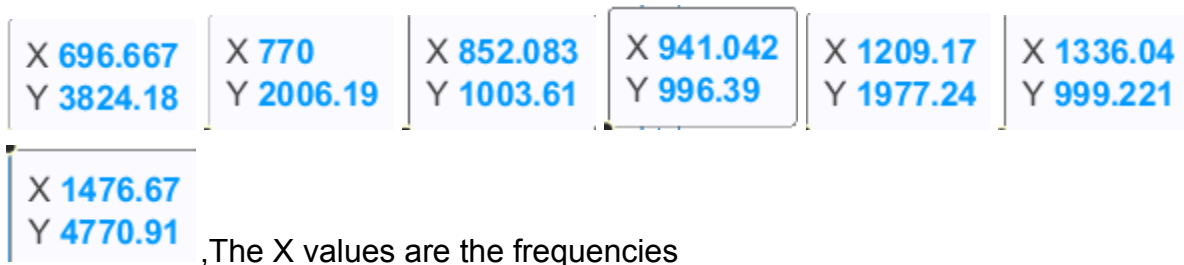 X 696.667 X 770 X 852.083 X 941.042 X 1209.17 X 1336.04
Y 3824.18 Y 2006.19 Y 1003.61 Y 996.39 Y 1977.24 Y 999.221
X 1476.67
Y 4770.91 ,The X values are the frequencies